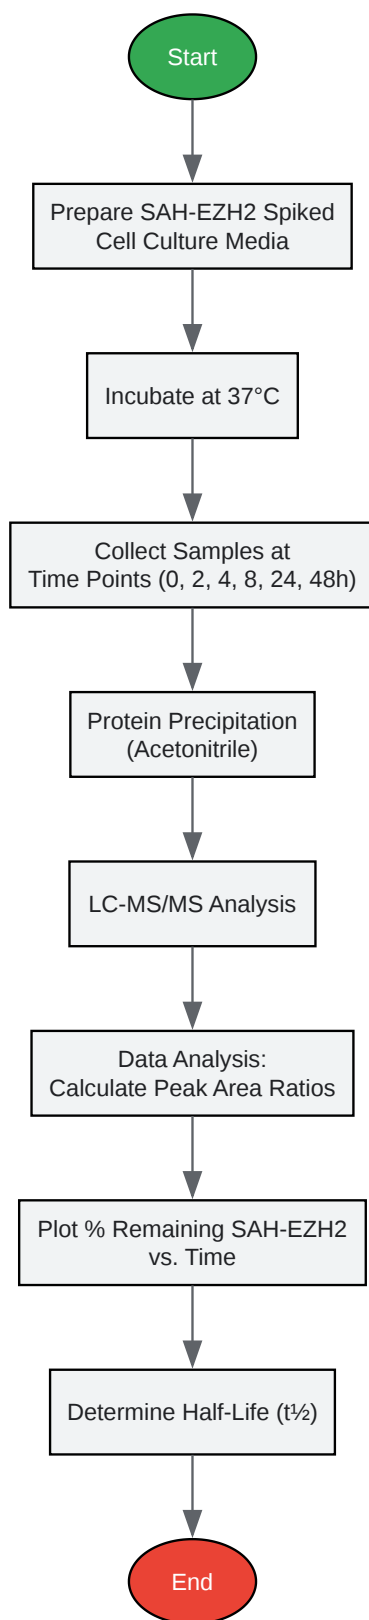 Start
Prepare SAH-EZH2 Spiked
Cell Culture Media
Incubate at 37°C
Collect Samples at
Time Points (0, 2, 4, 8, 24, 48h)
Protein Precipitation
(Acetonitrile)
LC-MS/MS Analysis
Data Analysis:
Calculate Peak Area Ratios
Plot % Remaining SAH-EZH2
vs. Time
Determine Half-Life (t½)
End